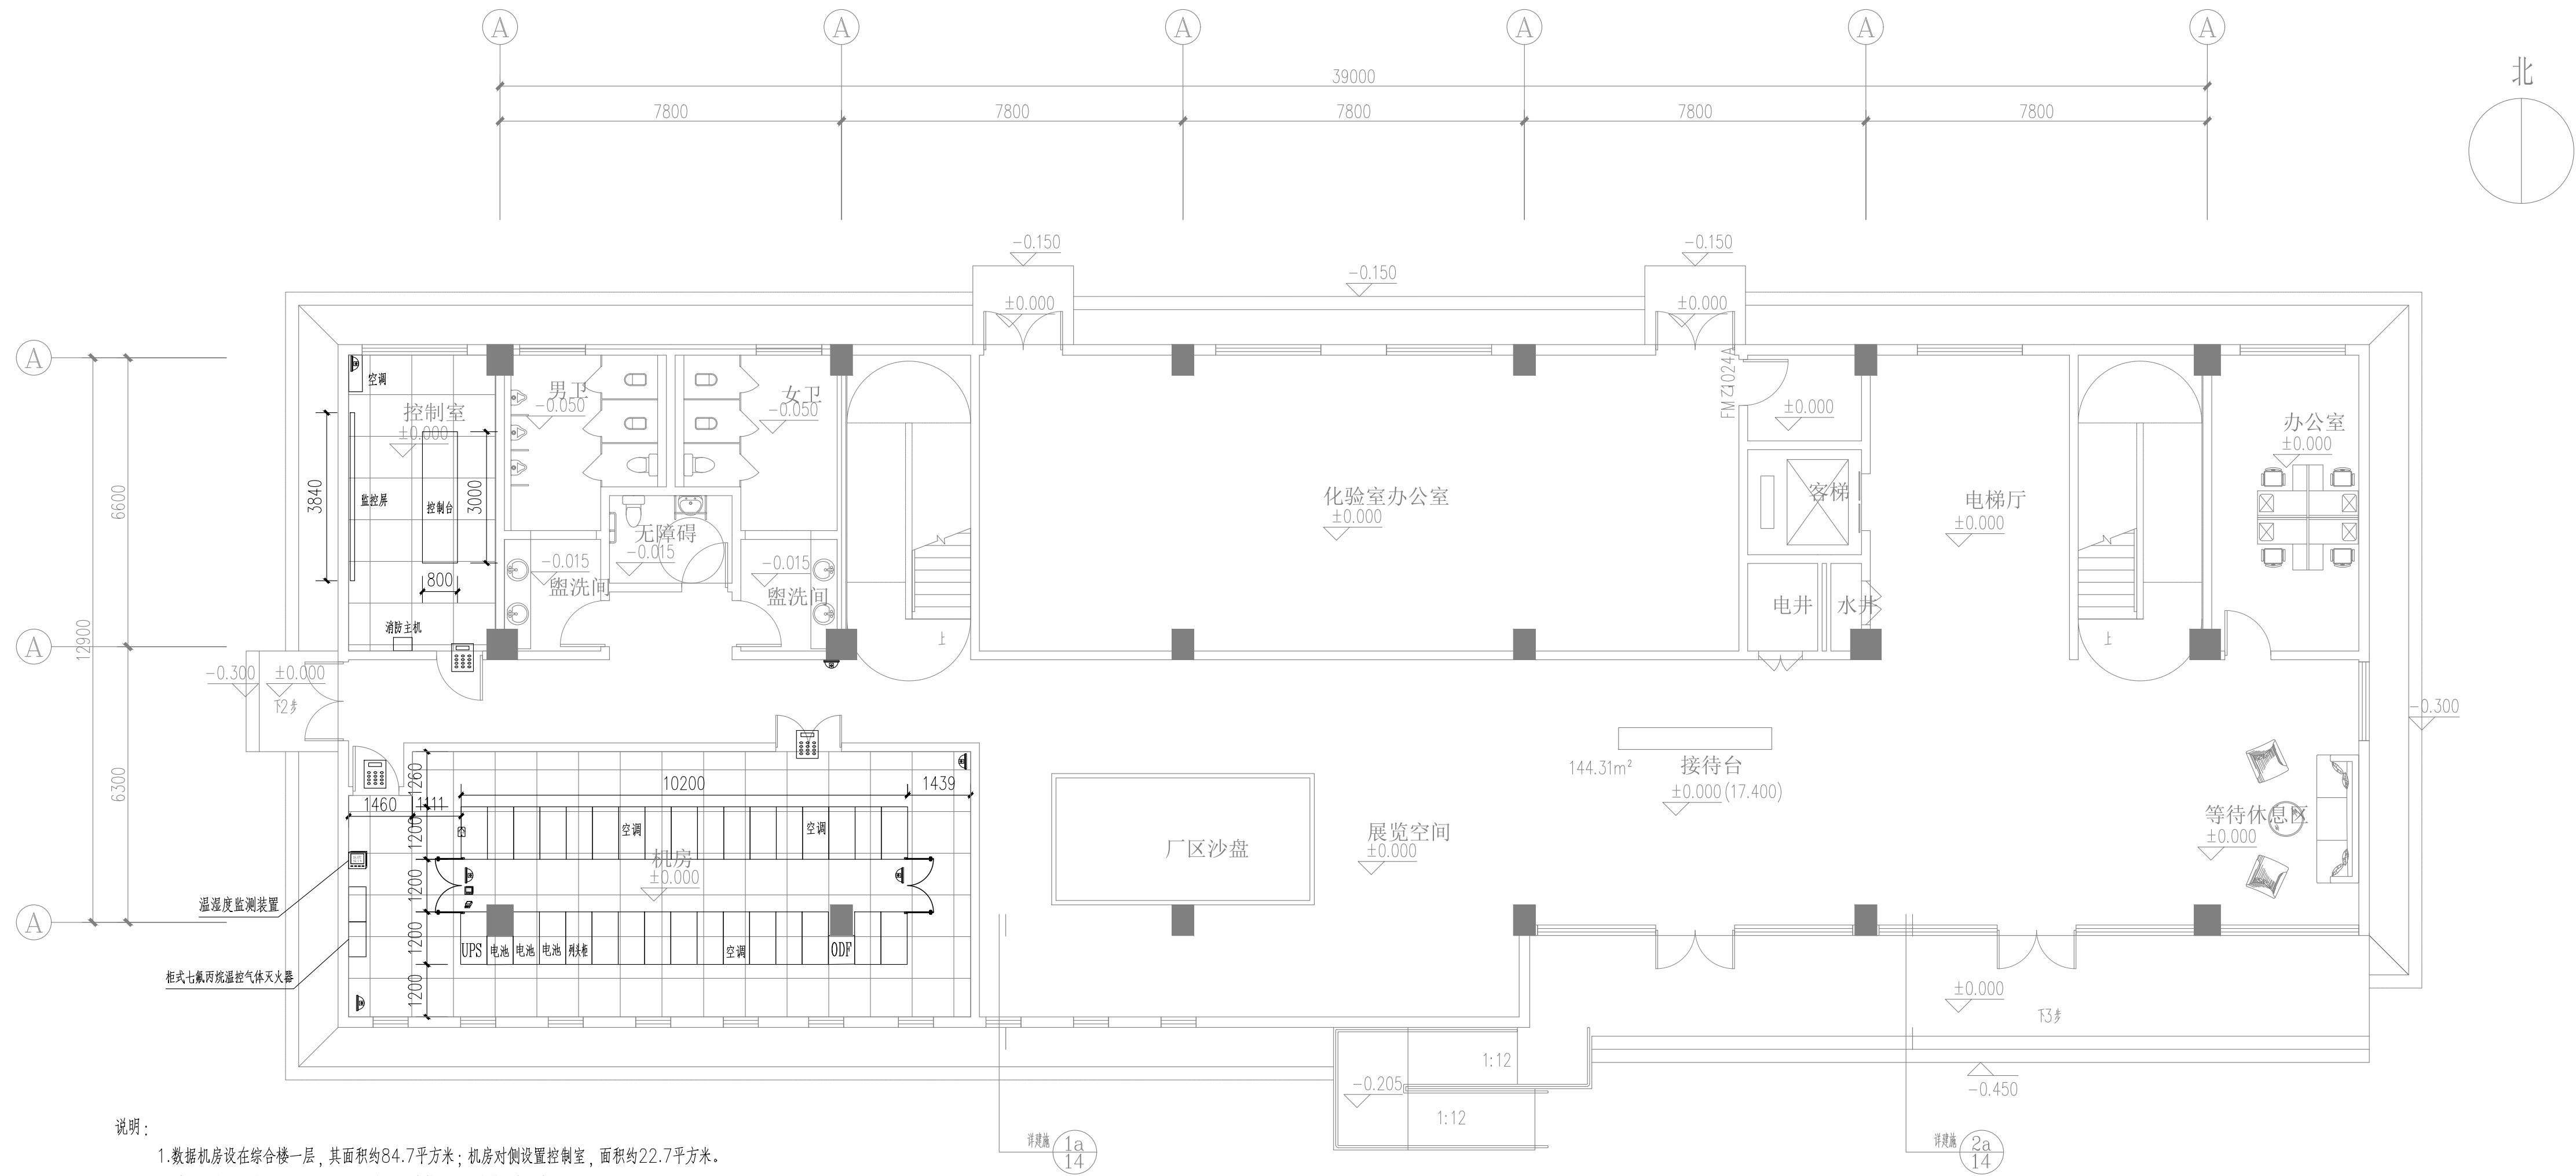 A A A A A A
北
39000
7800 7800 7800 7800 7800
-0.150 -0.150
-0.150
±0.000 ±0.000
A
空调
控制室
±0.000
男卫
-0.050
女卫
-0.050
FM乙1024A
±0.000
办公室
±0.000
6600
3840
监控屏
控制台
3000
800
化验室办公室
±0.000
客梯
电梯厅
±0.000
无障碍
-0.015
-0.015
盥洗间
-0.015
盥洗间
电井
水井
消防主机
上
上
A
12900
-0.300 ±0.000
下2步
-0.300
6300
1260
10200
1439
1460
1111
144.31m²
接待台
±0.000(17.400)
1200
空调
空调
机房
±0.000
厂区沙盘
展览空间
±0.000
等待休息区
±0.000
1200
温湿度监测装置
A
1200
UPS 电池 电池 电池 列头柜 空调 ODF
柜式七氟丙烷温控气体灭火器
1200
±0.000
下3步
1:12
-0.205
-0.450
1:12
说明：
详建施 1a 14
详建施 2a 14
1.数据机房设在综合楼一层，其面积约84.7平方米；机房对侧设置控制室，面积约22.7平方米。